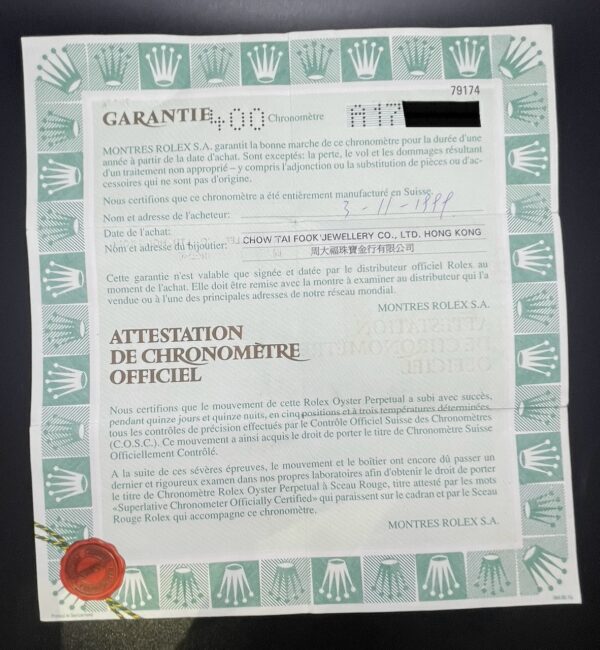 79174
GARANTIE 400 Chronomètre A17
MONTRES ROLEX S.A. garantit la bonne marche de ce chronomètre pour la durée d'une
année à partir de la date d'achat. Sont exceptés: la perte, le vol et les dommages résultant
d'un traitement non approprié – y compris l'adjonction ou la substitution de pièces ou d'ac-
cessoires qui ne sont pas d'origine.
Nous certifions que ce chronomètre a été entièrement manufacturé en Suisse.
Nom et adresse de l'acheteur:
Date de l'achat: 3-11-1999
Nom et adresse du bijoutier: CHOW TAI FOOK JEWELLERY CO., LTD. HONG KONG
周大福珠寶金行有限公司
Cette garantie n'est valable que signée et datée par le distributeur officiel Rolex au
moment de l'achat. Elle doit être remise avec la montre à examiner au distributeur qui l'a
vendue ou à l'une des principales adresses de notre réseau mondial.
MONTRES ROLEX S.A.
ATTESTATION
DE CHRONOMÈTRE
OFFICIEL
Nous certifions que le mouvement de cette Rolex Oyster Perpetual a subi avec succès,
pendant quinze jours et quinze nuits, en cinq positions et à trois températures déterminées,
tous les contrôles de précision effectués par le Contrôle Officiel Suisse des Chronomètres
(C.O.S.C.). Ce mouvement a ainsi acquis le droit de porter le titre de Chronomètre Suisse
Officiellement Contrôlé.
A la suite de ces sévères épreuves, le mouvement et le boîtier ont encore dû passer un
dernier et rigoureux examen dans nos propres laboratoires afin d'obtenir le droit de porter
le titre de Chronomètre Rolex Oyster Perpetual à Sceau Rouge, titre attesté par les mots
«Superlative Chronometer Officially Certified» qui paraissent sur le cadran et par le Sceau
Rouge Rolex qui accompagne ce chronomètre.
MONTRES ROLEX S.A.
Printed in Switzerland